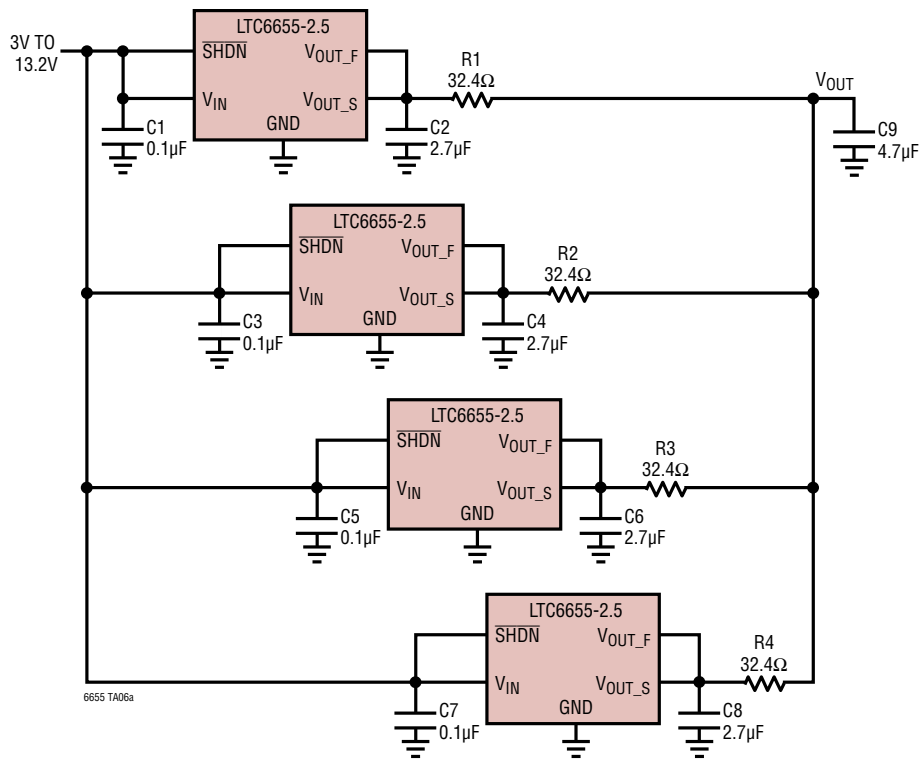 LTC6655-2.5
3V TO
13.2V
SHDN
VOUT_F
VIN
VOUT_S
GND
R1
32.4Ω
VOUT
C1
0.1µF
C2
2.7µF
C9
4.7µF
LTC6655-2.5
SHDN
VOUT_F
VIN
VOUT_S
GND
R2
32.4Ω
C3
0.1µF
C4
2.7µF
LTC6655-2.5
SHDN
VOUT_F
VIN
VOUT_S
GND
R3
32.4Ω
C5
0.1µF
C6
2.7µF
LTC6655-2.5
SHDN
VOUT_F
VIN
VOUT_S
GND
R4
32.4Ω
C7
0.1µF
C8
2.7µF
6655 TA06a